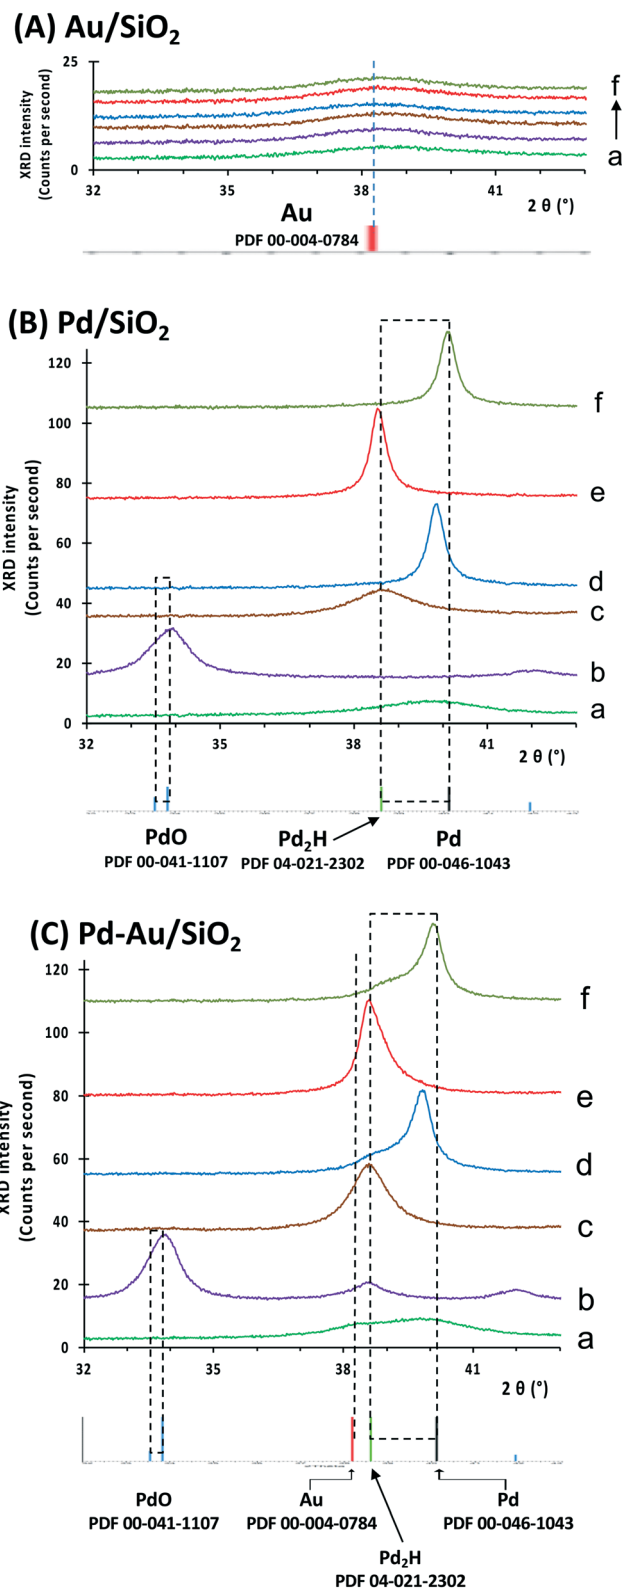 (A) Au/SiO₂
XRD intensity
(Counts per second)
25
0
32
35
38
41
2 θ (°)
f
a
Au
PDF 00-004-0784
(B) Pd/SiO₂
XRD intensity
(Counts per second)
120
100
80
60
40
20
0
f
e
d
c
b
a
32
35
38
41
2 θ (°)
PdO
PDF 00-041-1107
Pd₂H
PDF 04-021-2302
Pd
PDF 00-046-1043
(C) Pd-Au/SiO₂
XRD intensity
(Counts per second)
120
100
80
60
40
20
0
f
e
d
c
b
a
32
35
38
41
2 θ (°)
PdO
PDF 00-041-1107
Au
PDF 00-004-0784
Pd
PDF 00-046-1043
Pd₂H
PDF 04-021-2302